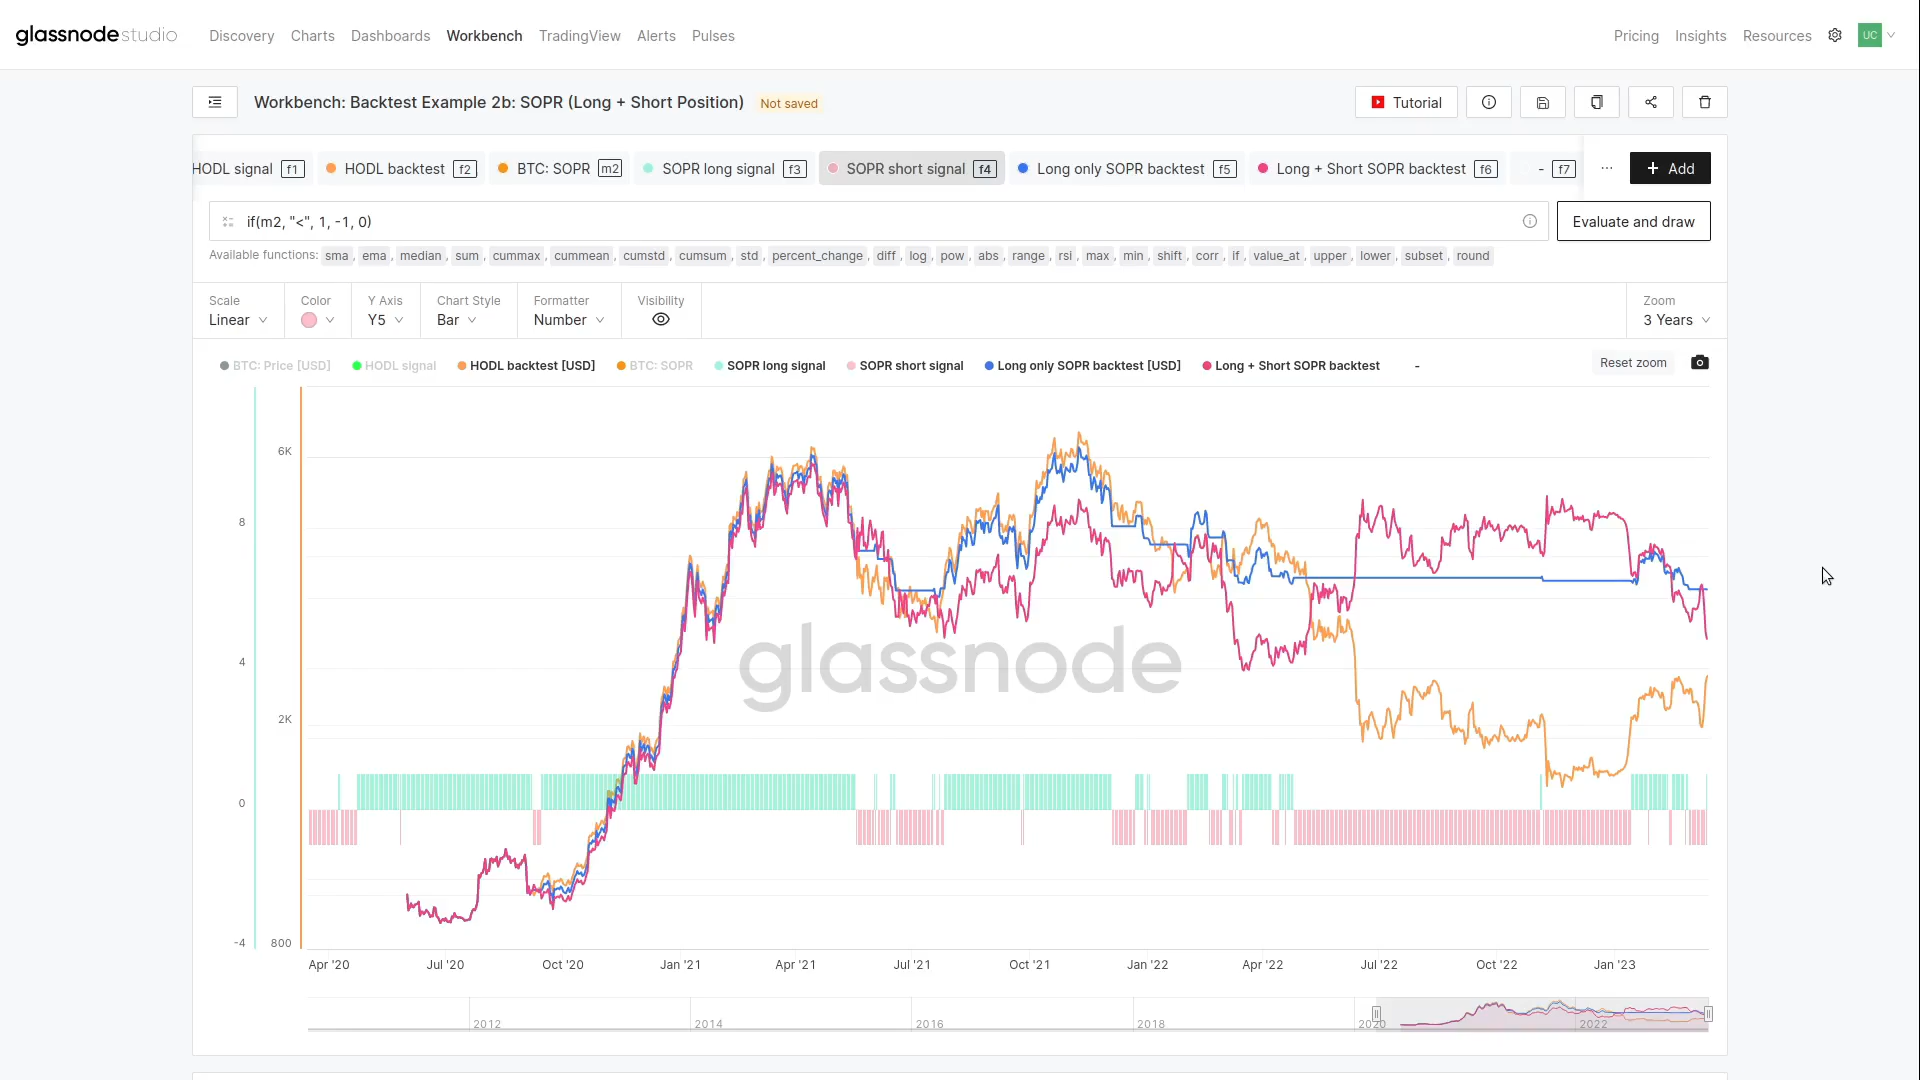 glassnodestudio Discovery Charts Dashboards Workbench TradingView Alerts Pulses Pricing Insights Resources UC
Workbench: Backtest Example 2b: SOPR (Long + Short Position) Not saved Tutorial
HODL signal f1 HODL backtest f2 BTC: SOPR m2 SOPR long signal f3 SOPR short signal f4 Long only SOPR backtest f5 Long + Short SOPR backtest f6 - f7 ... + Add
if(m2, "<", 1, -1, 0) Evaluate and draw
Available functions: sma, ema, median, sum, cummax, cummean, cumstd, cumsum, std, percent_change, diff, log, pow, abs, range, rsi, max, min, shift, corr, if, value_at, upper, lower, subset, round
Scale Color Y Axis Chart Style Formatter Visibility Zoom
Linear Y5 Bar Number 3 Years
BTC: Price [USD] HODL signal HODL backtest [USD] BTC: SOPR SOPR long signal SOPR short signal Long only SOPR backtest [USD] Long + Short SOPR backtest - Reset zoom
6K
8
glassnode
4
2K
0
-4 800
Apr '20 Jul '20 Oct '20 Jan '21 Apr '21 Jul '21 Oct '21 Jan '22 Apr '22 Jul '22 Oct '22 Jan '23
2012 2014 2016 2018 2020 2022